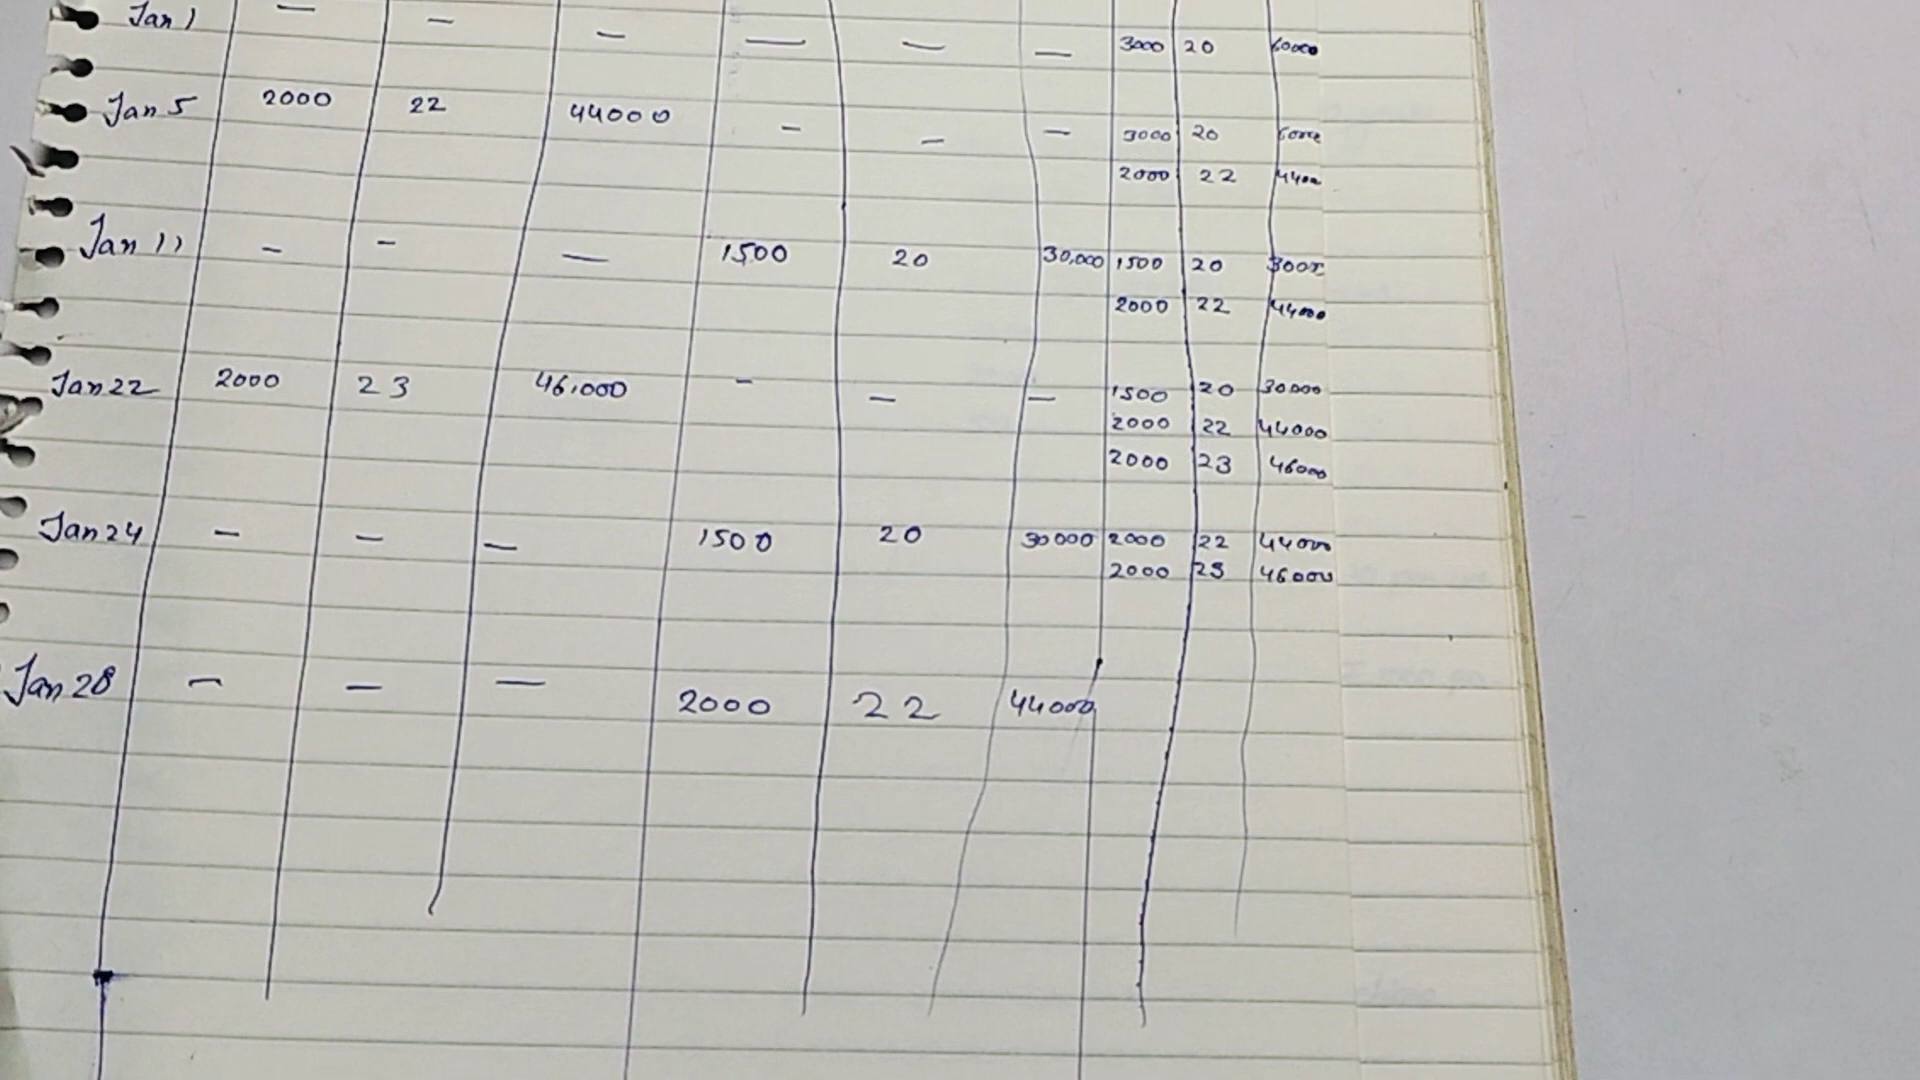 Jan 1 — — — — — — 3000 20 60000
Jan 5 2000 22 44000 — — — 3000 20 60000
2000 22 4400
Jan 11 — — — 1500 20 30,000 1500 20
2000 22 44000
Jan 22 2000 23 46,000 — — — 1500 20 30000
2000 22 44000
2000 23 46000
Jan 24 — — — 1500 20 30000 2000 22 44000
2000 23 46000
Jan 28 — — — 2000 22 44000